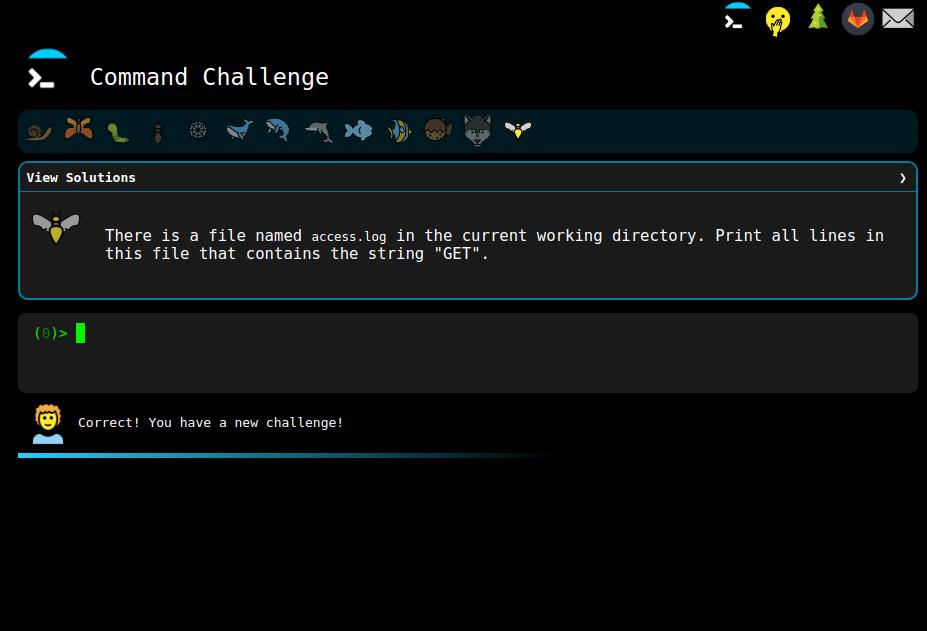 Command Challenge
View Solutions ❯
There is a file named access.log in the current working directory. Print all lines in
this file that contains the string "GET".
(0)>
Correct! You have a new challenge!